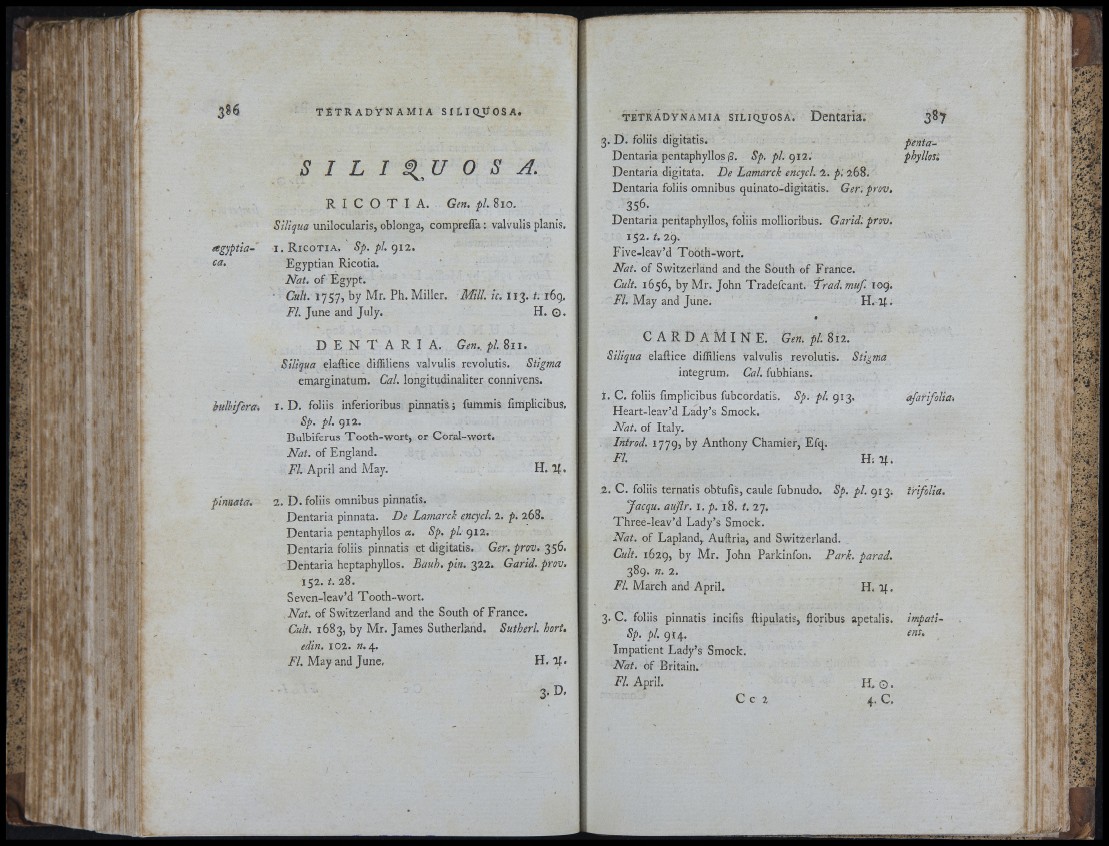 386 TETRADYNAMIA SILIQUOSA.
SILIQUOSA.
RICOTIA. Gen. pl. 810.
Siliqua unilocularis, oblonga, compreſſa: valvulis planis.
ægyptia- 1. RICOTIA. Sp. pl. 912.
ca. Egyptian Ricotia.
Nat. of Egypt.
Cult. 1757, by Mr. Ph. Miller. Mill. ic. 113. t. 169.
Fl. June and July. H. ☉.
DENTARIA. Gen. pl. 811.
Siliqua elaſtice diſſiliens valvulis revolutis. Stigma
emarginatum. Cal. longitudinaliter connivens.
bulbifera. 1. D. foliis inferioribus pinnatis; ſummis ſimplicibus.
Sp. pl. 912.
Bulbiferus Tooth-wort, or Coral-wort.
Nat. of England.
Fl. April and May. H. ♃.
pinnata. 2. D. foliis omnibus pinnatis.
Dentaria pinnata. De Lamarck encycl. 2. p. 268.
Dentaria pentaphyllos α. Sp. pl. 912.
Dentaria foliis pinnatis et digitatis. Ger. prov. 356.
Dentaria heptaphyllos. Bauh. pin. 322. Garid. prov.
152. t. 28.
Seven-leav'd Tooth-wort.
Nat. of Switzerland and the South of France.
Cult. 1683, by Mr. James Sutherland. Sutherl. hort.
edin. 102. n. 4.
Fl. May and June. H. ♃.
3. D.
TETRADYNAMIA SILIQUOSA. Dentaria. 387
3. D. foliis digitatis. penta-
Dentaria pentaphyllos β. Sp. pl. 912. phyllos.
Dentaria digitata. De Lamarck encycl. 2. p. 268.
Dentaria foliis omnibus quinato-digitatis. Ger. prov.
356.
Dentaria pentaphyllos, foliis mollioribus. Garid. prov.
152. t. 29.
Five-leav'd Tooth-wort.
Nat. of Switzerland and the South of France.
Cult. 1656, by Mr. John Tradeſcant. Trad. muſ. 109.
Fl. May and June. H. ♃.
CARDAMINE. Gen. pl. 812.
Siliqua elaſtice diſſiliens valvulis revolutis. Stigma
integrum. Cal. ſubhians.
1. C. foliis ſimplicibus ſubcordatis. Sp. pl. 913. aſarifolia.
Heart-leav'd Lady's Smock.
Nat. of Italy.
Introd. 1779, by Anthony Chamier, Eſq.
Fl. H. ♃.
2. C. foliis ternatis obtuſis, caule ſubnudo. Sp. pl. 913. trifolia.
Jacqu. auſtr. 1. p. 18. t. 27.
Three-leav'd Lady's Smock.
Nat. of Lapland, Auſtria, and Switzerland.
Cult. 1629, by Mr. John Parkinſon. Park. parad.
389. n. 2.
Fl. March and April. H. ♃.
3. C. foliis pinnatis inciſis ſtipulatis, floribus apetalis. impati-
Sp. pl. 914. ens.
Impatient Lady's Smock.
Nat. of Britain.
Fl. April. H. ☉.
C c 2 4. C.